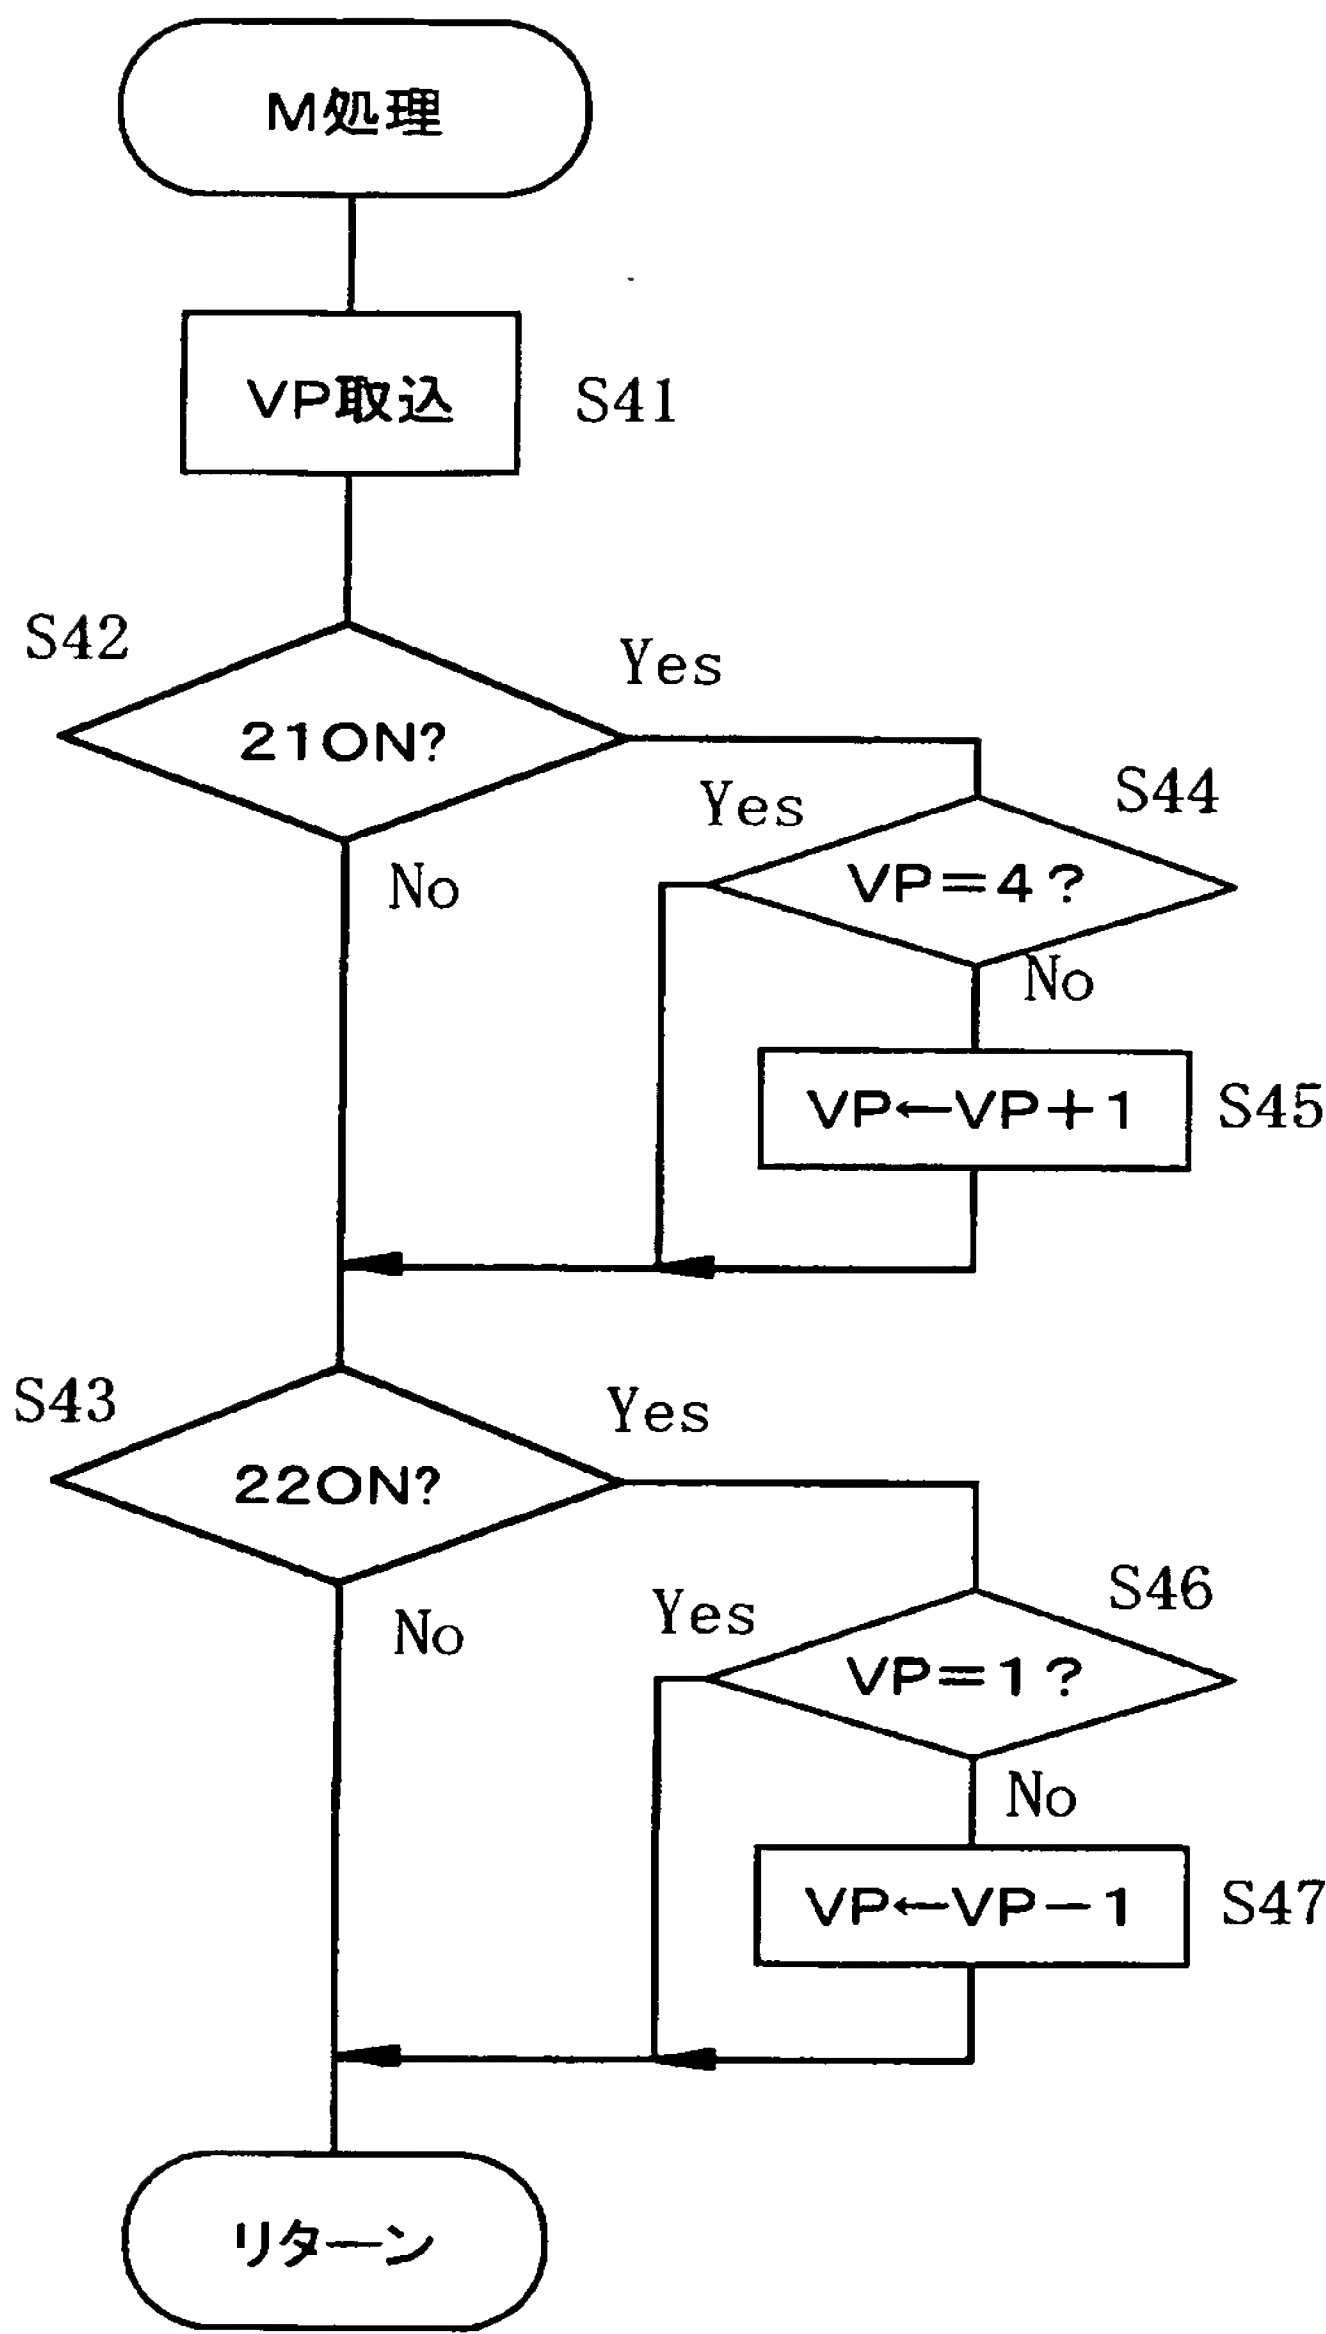 M処理
VP取込
S41
S42
21ON?
Yes
No
S44
VP=4?
Yes
No
VP←VP+1
S45
S43
22ON?
Yes
No
S46
VP=1?
Yes
No
VP←VP-1
S47
リターン